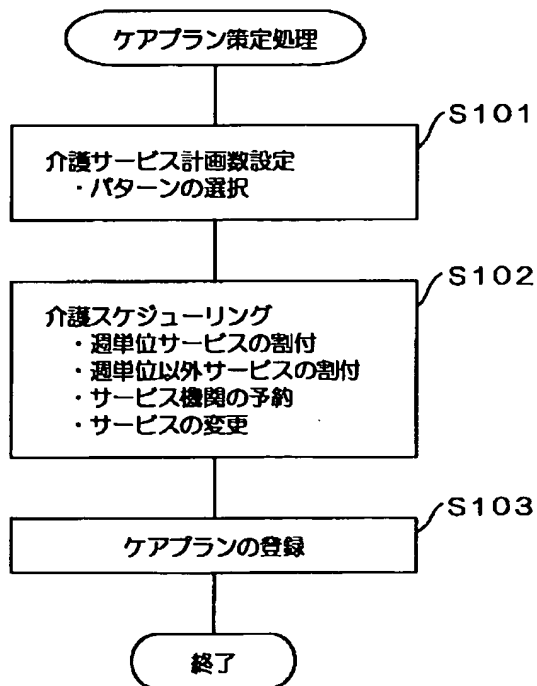 ケアプラン策定処理
S101
介護サービス計画数設定
・パターンの選択
S102
介護スケジューリング
・週単位サービスの割付
・週単位以外サービスの割付
・サービス機関の予約
・サービスの変更
S103
ケアプランの登録
終了